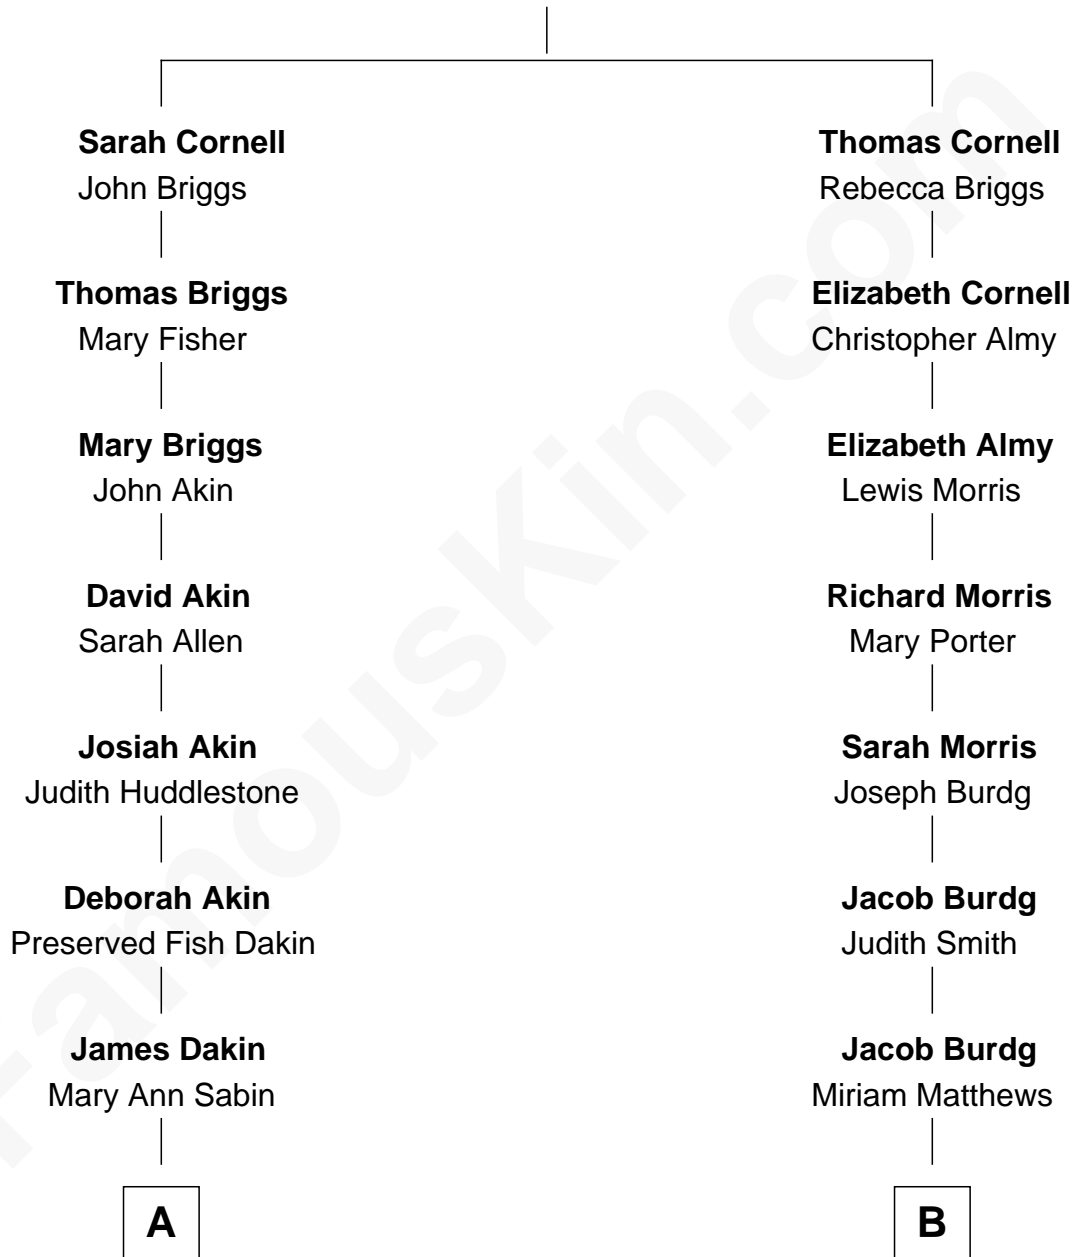 Sarah Cornell
John Briggs
Thomas Briggs
Mary Fisher
Mary Briggs
John Akin
David Akin
Sarah Allen
Josiah Akin
Judith Huddlestone
Deborah Akin
Preserved Fish Dakin
James Dakin
Mary Ann Sabin
A
Thomas Cornell
Rebecca Briggs
Elizabeth Cornell
Christopher Almy
Elizabeth Almy
Lewis Morris
Richard Morris
Mary Porter
Sarah Morris
Joseph Burdg
Jacob Burdg
Judith Smith
Jacob Burdg
Miriam Matthews
B
FamousKin.com